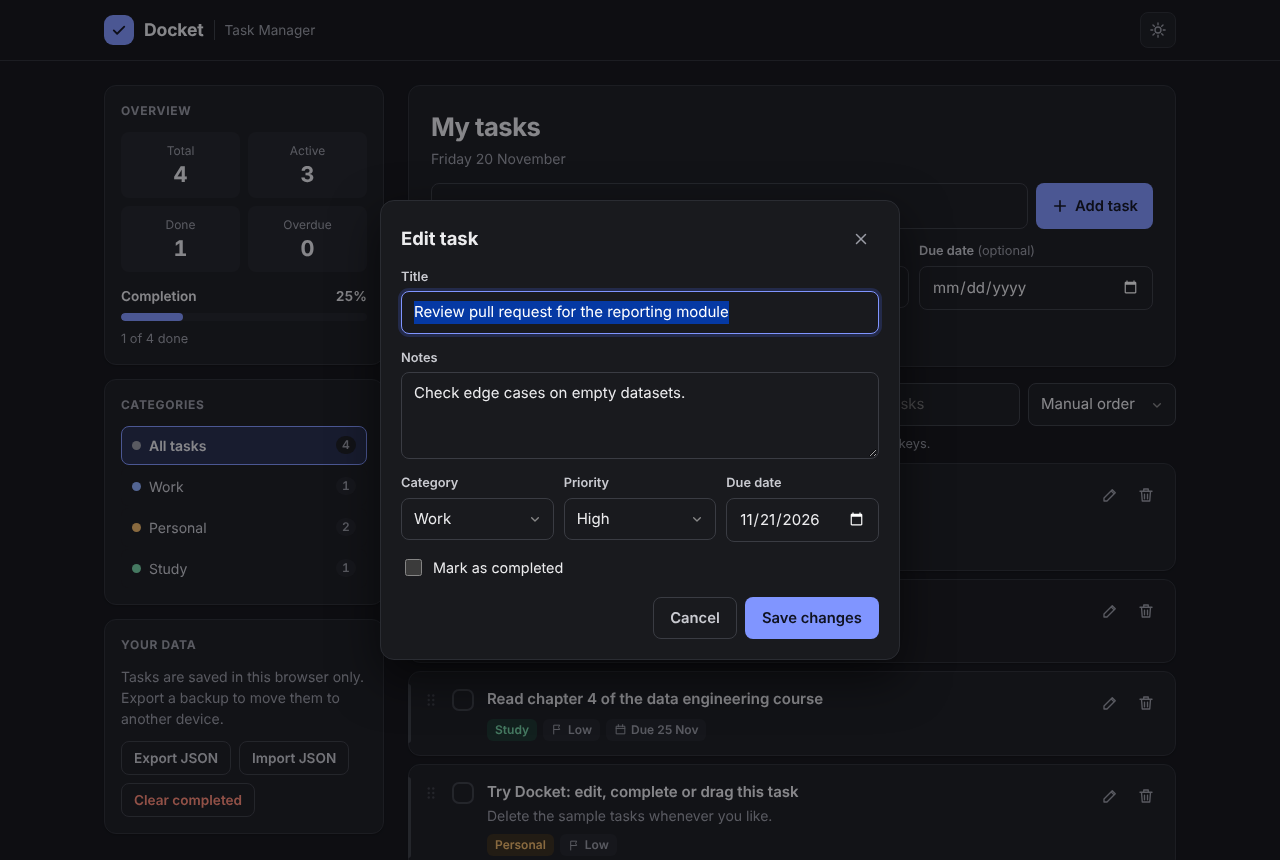 Docket
Task Manager
OVERVIEW
Total
4
Active
3
Done
1
Overdue
0
Completion
25%
1 of 4 done
CATEGORIES
All tasks
4
Work
1
Personal
2
Study
1
YOUR DATA
Tasks are saved in this browser only.
Export a backup to move them to
another device.
Export JSON
Import JSON
Clear completed
My tasks
Friday 20 November
Add task
Due date (optional)
mm/dd/yyyy
Manual order
keys.
Edit task
Title
Review pull request for the reporting module
Notes
Check edge cases on empty datasets.
Category
Priority
Due date
Work
High
11/21/2026
Mark as completed
Cancel
Save changes
Read chapter 4 of the data engineering course
Study
Low
Due 25 Nov
Try Docket: edit, complete or drag this task
Delete the sample tasks whenever you like.
Personal
Low